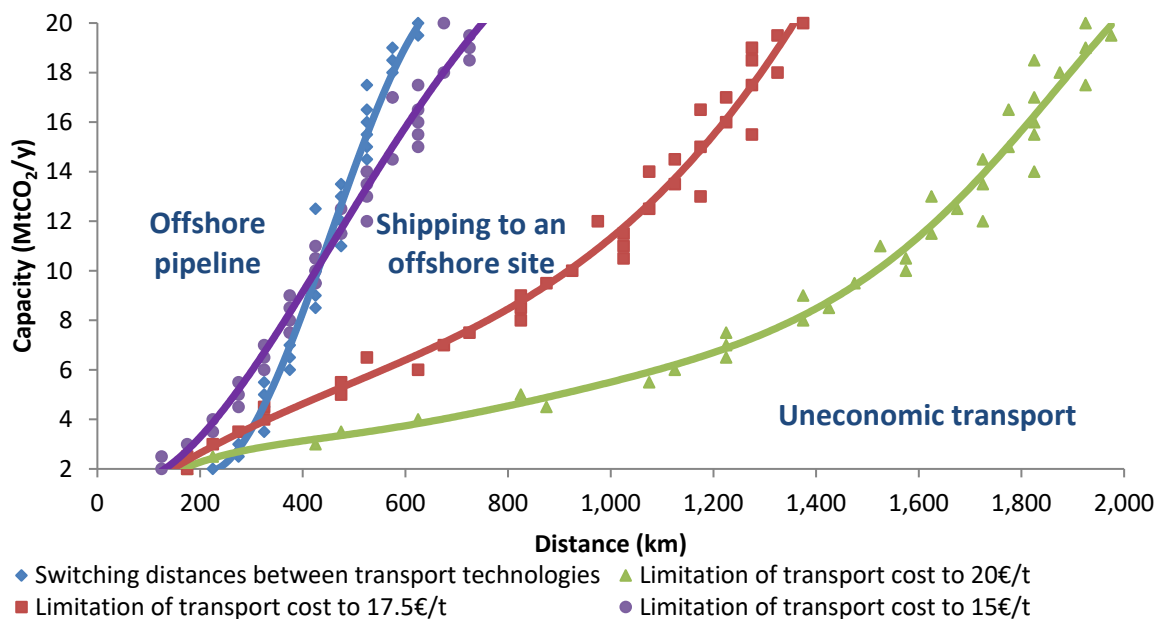 20
18
16
14
12
10
8
6
4
2
Capacity (MtCO₂/y)
Offshore
pipeline
Shipping to an
offshore site
Uneconomic transport
0 200 400 600 800 1,000 1,200 1,400 1,600 1,800 2,000
Distance (km)
Switching distances between transport technologies
Limitation of transport cost to 20€/t
Limitation of transport cost to 17.5€/t
Limitation of transport cost to 15€/t